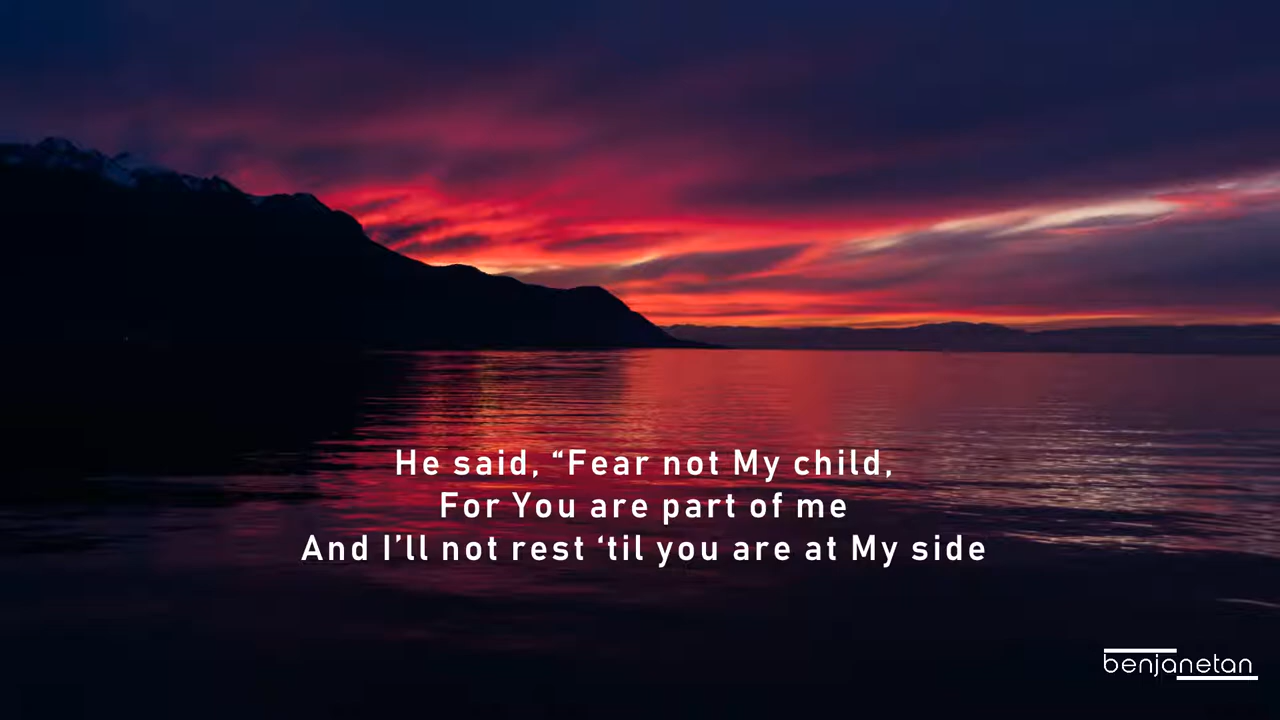 He said, “Fear not My child,
For You are part of me
And I’ll not rest ‘til you are at My side
benjanetan